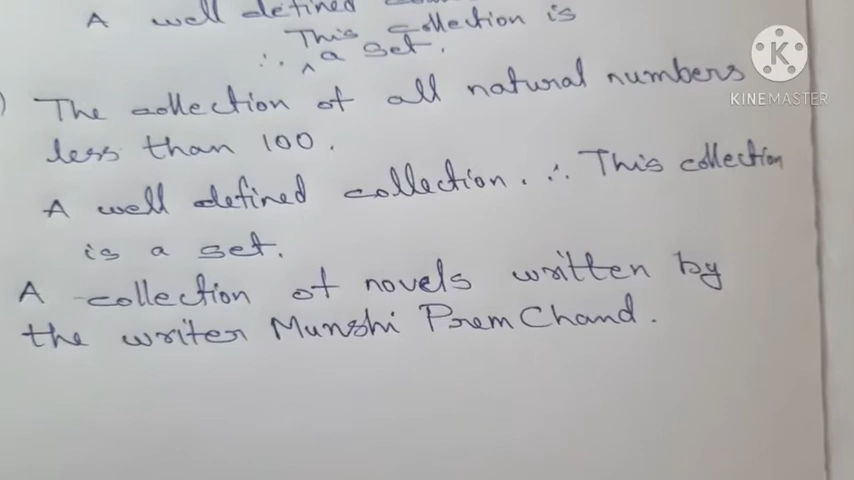 A well defined
This collection is
∴ ^ a set.
) The collection of all natural numbers
less than 100.
A well defined collection. ∴ This collection
is a set.
A collection of novels written by
the writer Munshi Prem Chand.
KINEMASTER